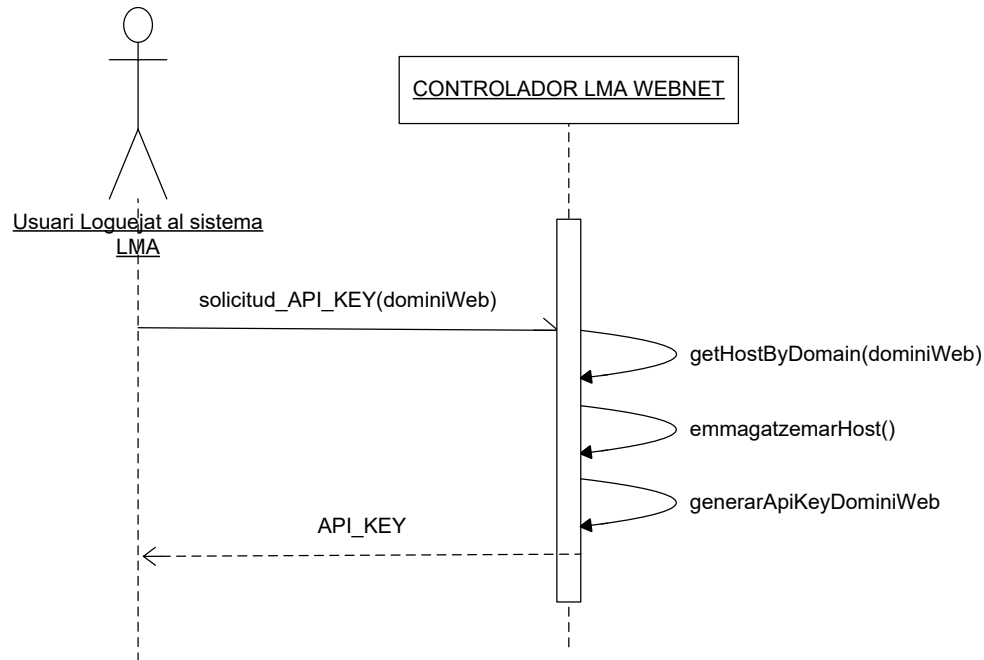 CONTROLADOR LMA WEBNET
Usuari Loguejat al sistema
LMA
solicitud_API_KEY(dominiWeb)
getHostByDomain(dominiWeb)
emmagatzemarHost()
generarApiKeyDominiWeb
API_KEY